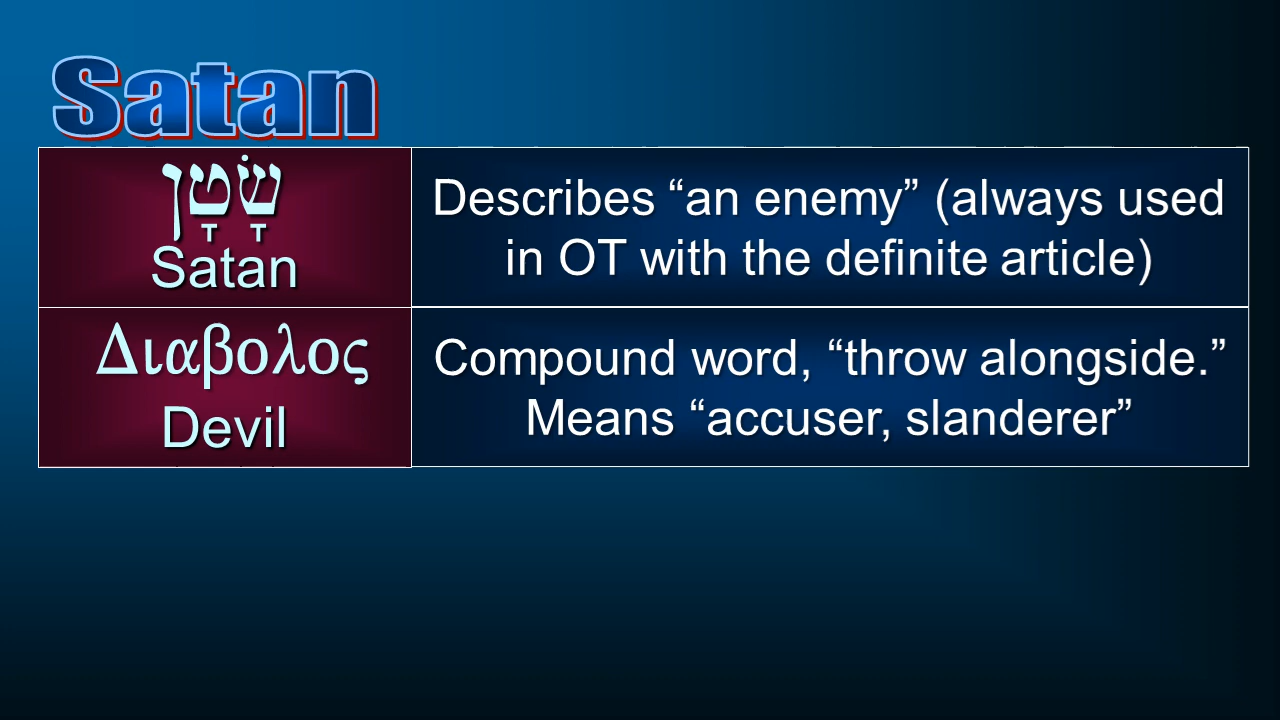 Satan
שָׂטָן
Satan
Describes “an enemy” (always used
in OT with the definite article)
Διαβολος
Devil
Compound word, “throw alongside.”
Means “accuser, slanderer”